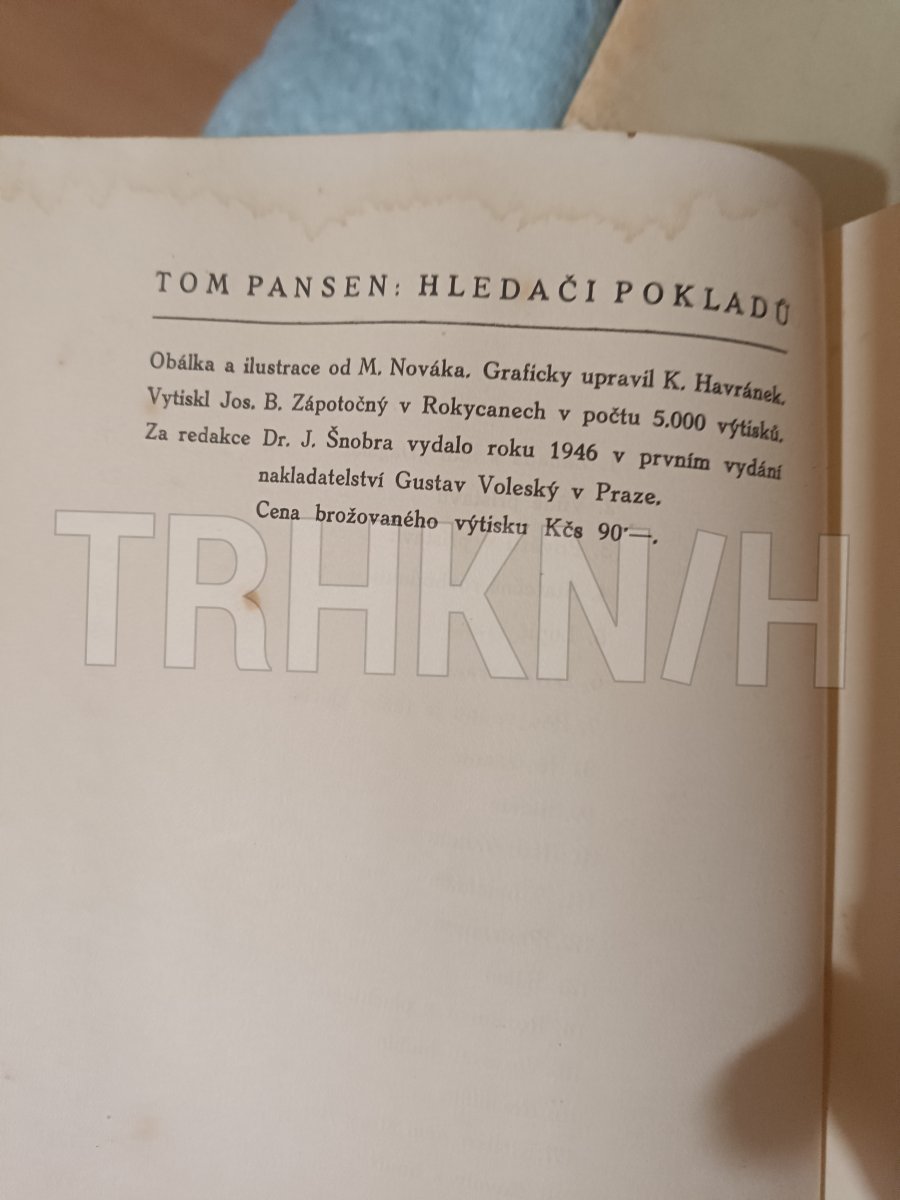 TOM PANSEN: HLEDAČI POKLADŮ
Obálka a ilustrace od M. Nováka. Graficky upravil K. Havránek.
Vytiskl Jos. B. Zápotočný v Rokycanech v počtu 5.000 výtisků.
Za redakce Dr. J. Šnobra vydalo roku 1946 v prvním vydání
nakladatelství Gustav Voleský v Praze.
Cena brožovaného výtisku Kčs 90·—.
TRHKNIH